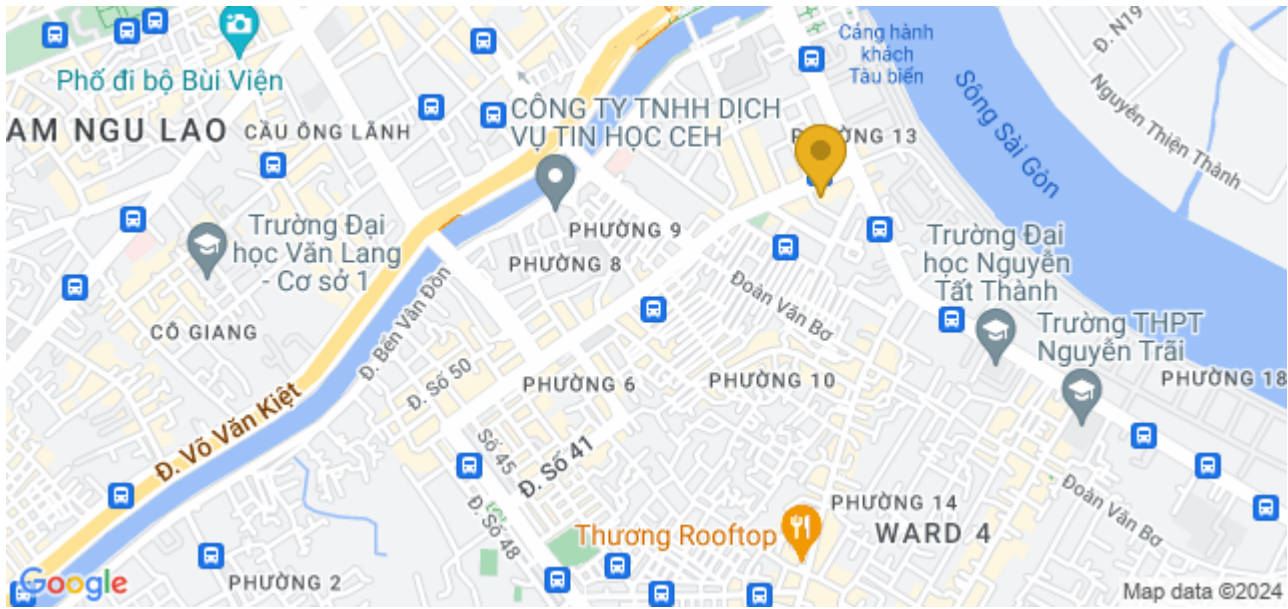 Cảng hành
khách
Tàu biển
Đ. N19
Phố đi bộ Bùi Viện
Sông Sài Gòn
Nguyễn Thiện Thành
CÔNG TY TNHH DỊCH
VỤ TIN HỌC CEH
AM NGU LAO
CẦU ÔNG LÃNH
PHƯỜNG 13
Trường Đại
học Văn Lang
- Cơ sở 1
PHƯỜNG 9
PHƯỜNG 8
Trường Đại
học Nguyễn
Tất Thành
Đoàn Văn Bơ
Đ. Bến Vân Đồn
CÔ GIANG
Trường THPT
Nguyễn Trãi
Đ. Số 50
PHƯỜNG 6
PHƯỜNG 10
PHƯỜNG 18
Đ. Võ Văn Kiệt
Số 45
Đ. Số 41
Đ. Số 48
Đoàn Văn Bơ
PHƯỜNG 14
Thương Rooftop
WARD 4
PHƯỜNG 2
Google
Map data ©2024